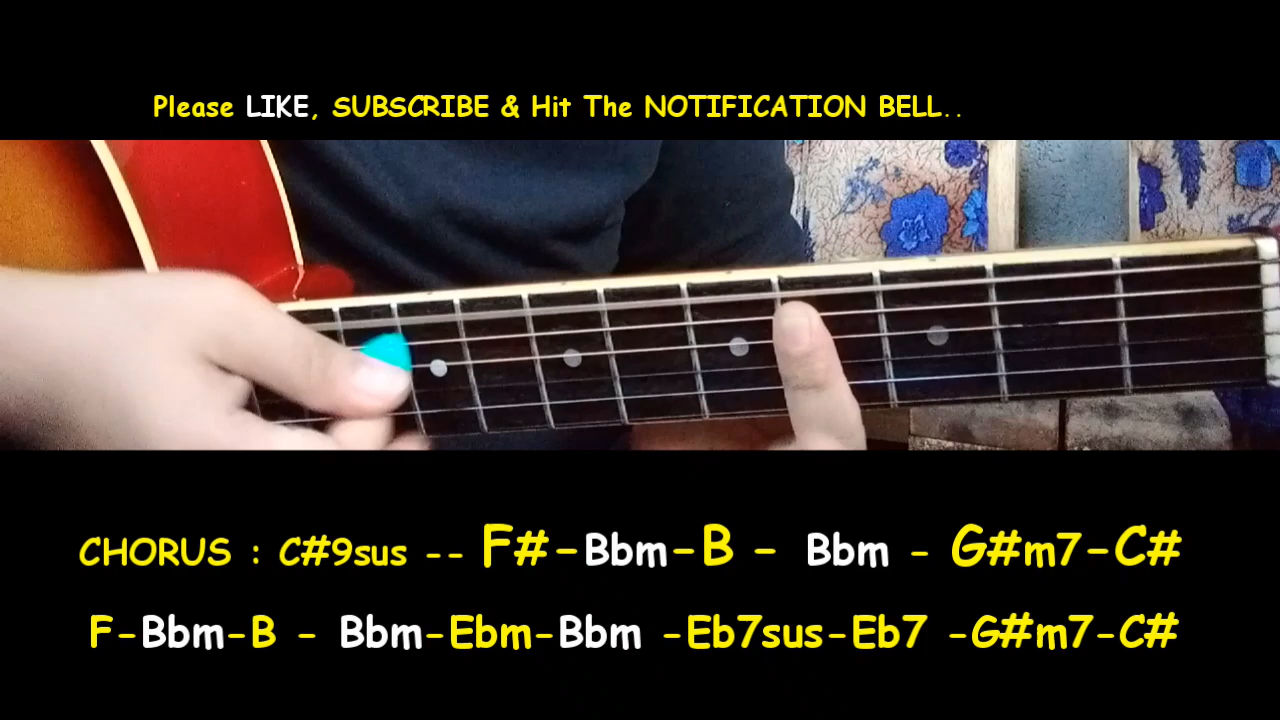 Please LIKE, SUBSCRIBE & Hit The NOTIFICATION BELL..
CHORUS : C#9sus -- F#-Bbm-B - Bbm - G#m7-C#
F-Bbm-B - Bbm-Ebm-Bbm -Eb7sus-Eb7 -G#m7-C#